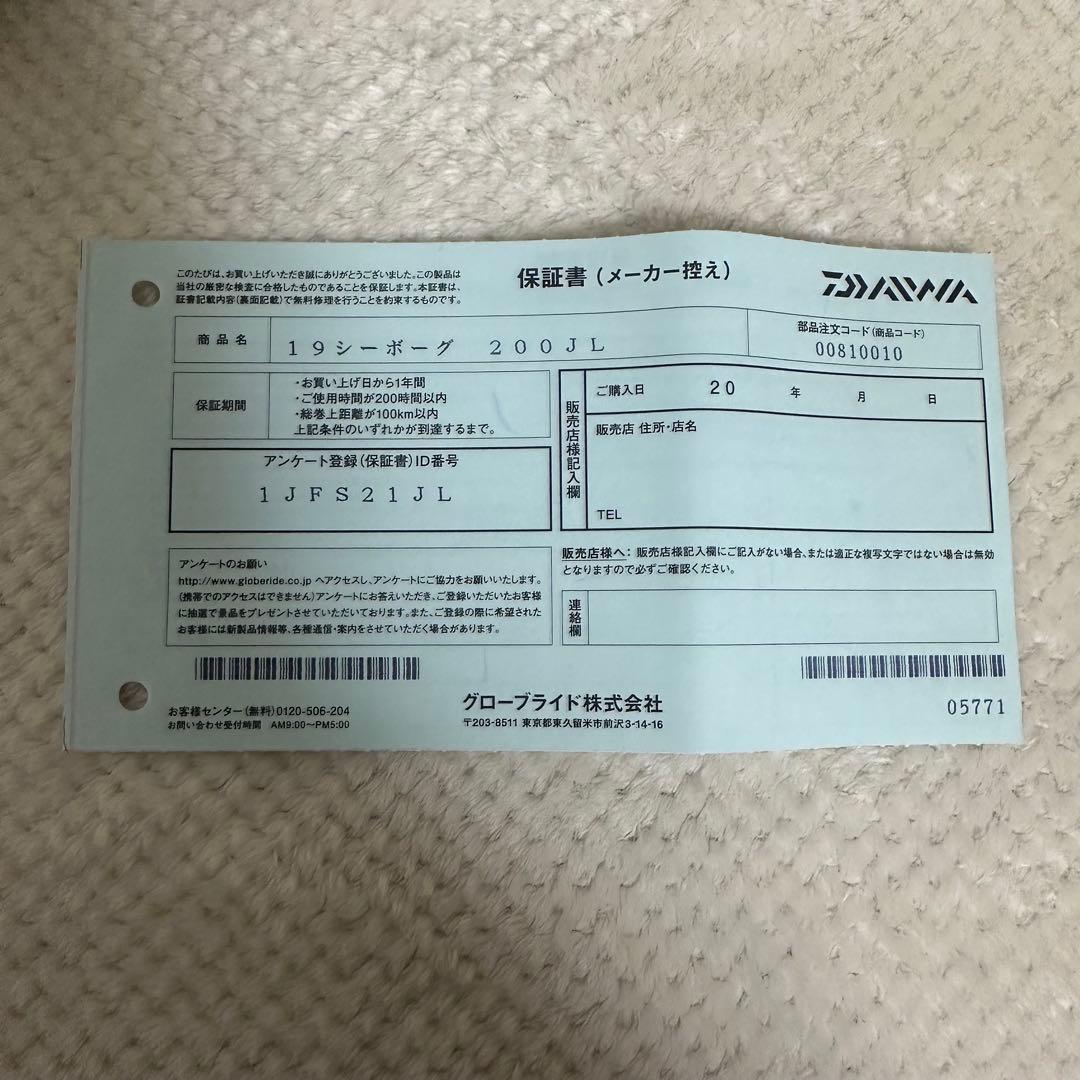 このたびは、お買い上げいただき誠にありがとうございました。この製品は
当社の厳密な検査に合格したものであることを保証します。本証書は、
証書記載内容(裏面記載)で無料修理を行うことを約束するものです。
保証書(メーカー控え)
DAIWA
商品名
19シーボーグ 200JL
部品注文コード(商品コード)
00810010
保証期間
・お買い上げ日から1年間
・ご使用時間が200時間以内
・総巻上距離が100km以内
上記条件のいずれかが到達するまで。
アンケート登録(保証書)ID番号
1JFS21JL
販売店様記入欄
ご購入日 20 年 月 日
販売店 住所・店名
TEL
アンケートのお願い
http://www.globeride.co.jp へアクセスし、アンケートにご協力をお願いいたします。
(携帯でのアクセスはできません)アンケートにお答えいただき、ご登録いただいたお客様
に抽選で景品をプレゼントさせていただいております。また、ご登録の際に希望された
お客様には新製品情報等、各種通信・案内をさせていただく場合があります。
販売店様へ: 販売店様記入欄にご記入がない場合、または適正な複写文字ではない場合は無効
となりますので必ずご確認ください。
連絡欄
お客様センター(無料)0120-506-204
お問い合わせ受付時間 AM9:00〜PM5:00
グローブライド株式会社
〒203-8511 東京都東久留米市前沢3-14-16
05771